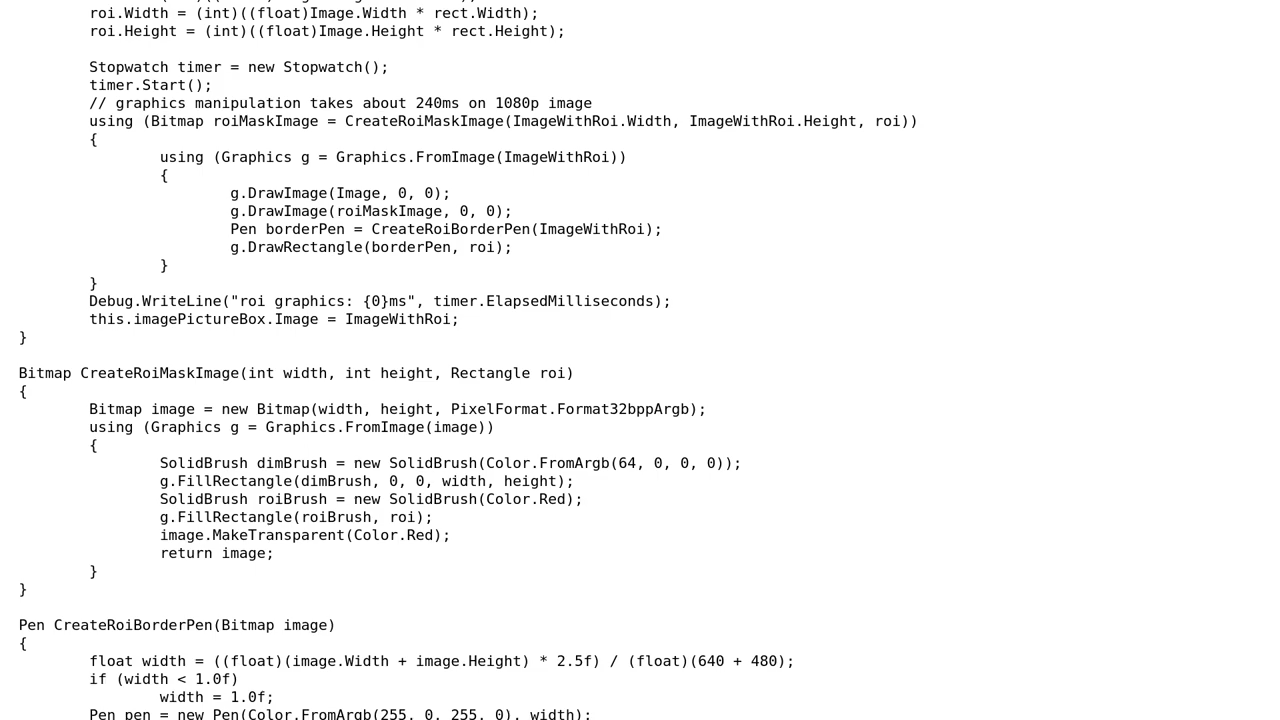 roi.Width = (int)((float)Image.Width * rect.Width);
roi.Height = (int)((float)Image.Height * rect.Height);
Stopwatch timer = new Stopwatch();
timer.Start();
// graphics manipulation takes about 240ms on 1080p image
using (Bitmap roiMaskImage = CreateRoiMaskImage(ImageWithRoi.Width, ImageWithRoi.Height, roi))
{
using (Graphics g = Graphics.FromImage(ImageWithRoi))
{
g.DrawImage(Image, 0, 0);
g.DrawImage(roiMaskImage, 0, 0);
Pen borderPen = CreateRoiBorderPen(ImageWithRoi);
g.DrawRectangle(borderPen, roi);
}
}
Debug.WriteLine("roi graphics: {0}ms", timer.ElapsedMilliseconds);
this.imagePictureBox.Image = ImageWithRoi;
}
Bitmap CreateRoiMaskImage(int width, int height, Rectangle roi)
{
Bitmap image = new Bitmap(width, height, PixelFormat.Format32bppArgb);
using (Graphics g = Graphics.FromImage(image))
{
SolidBrush dimBrush = new SolidBrush(Color.FromArgb(64, 0, 0, 0));
g.FillRectangle(dimBrush, 0, 0, width, height);
SolidBrush roiBrush = new SolidBrush(Color.Red);
g.FillRectangle(roiBrush, roi);
image.MakeTransparent(Color.Red);
return image;
}
}
Pen CreateRoiBorderPen(Bitmap image)
{
float width = ((float)(image.Width + image.Height) * 2.5f) / (float)(640 + 480);
if (width < 1.0f)
width = 1.0f;
Pen pen = new Pen(Color.FromArgb(255, 0, 255, 0), width);